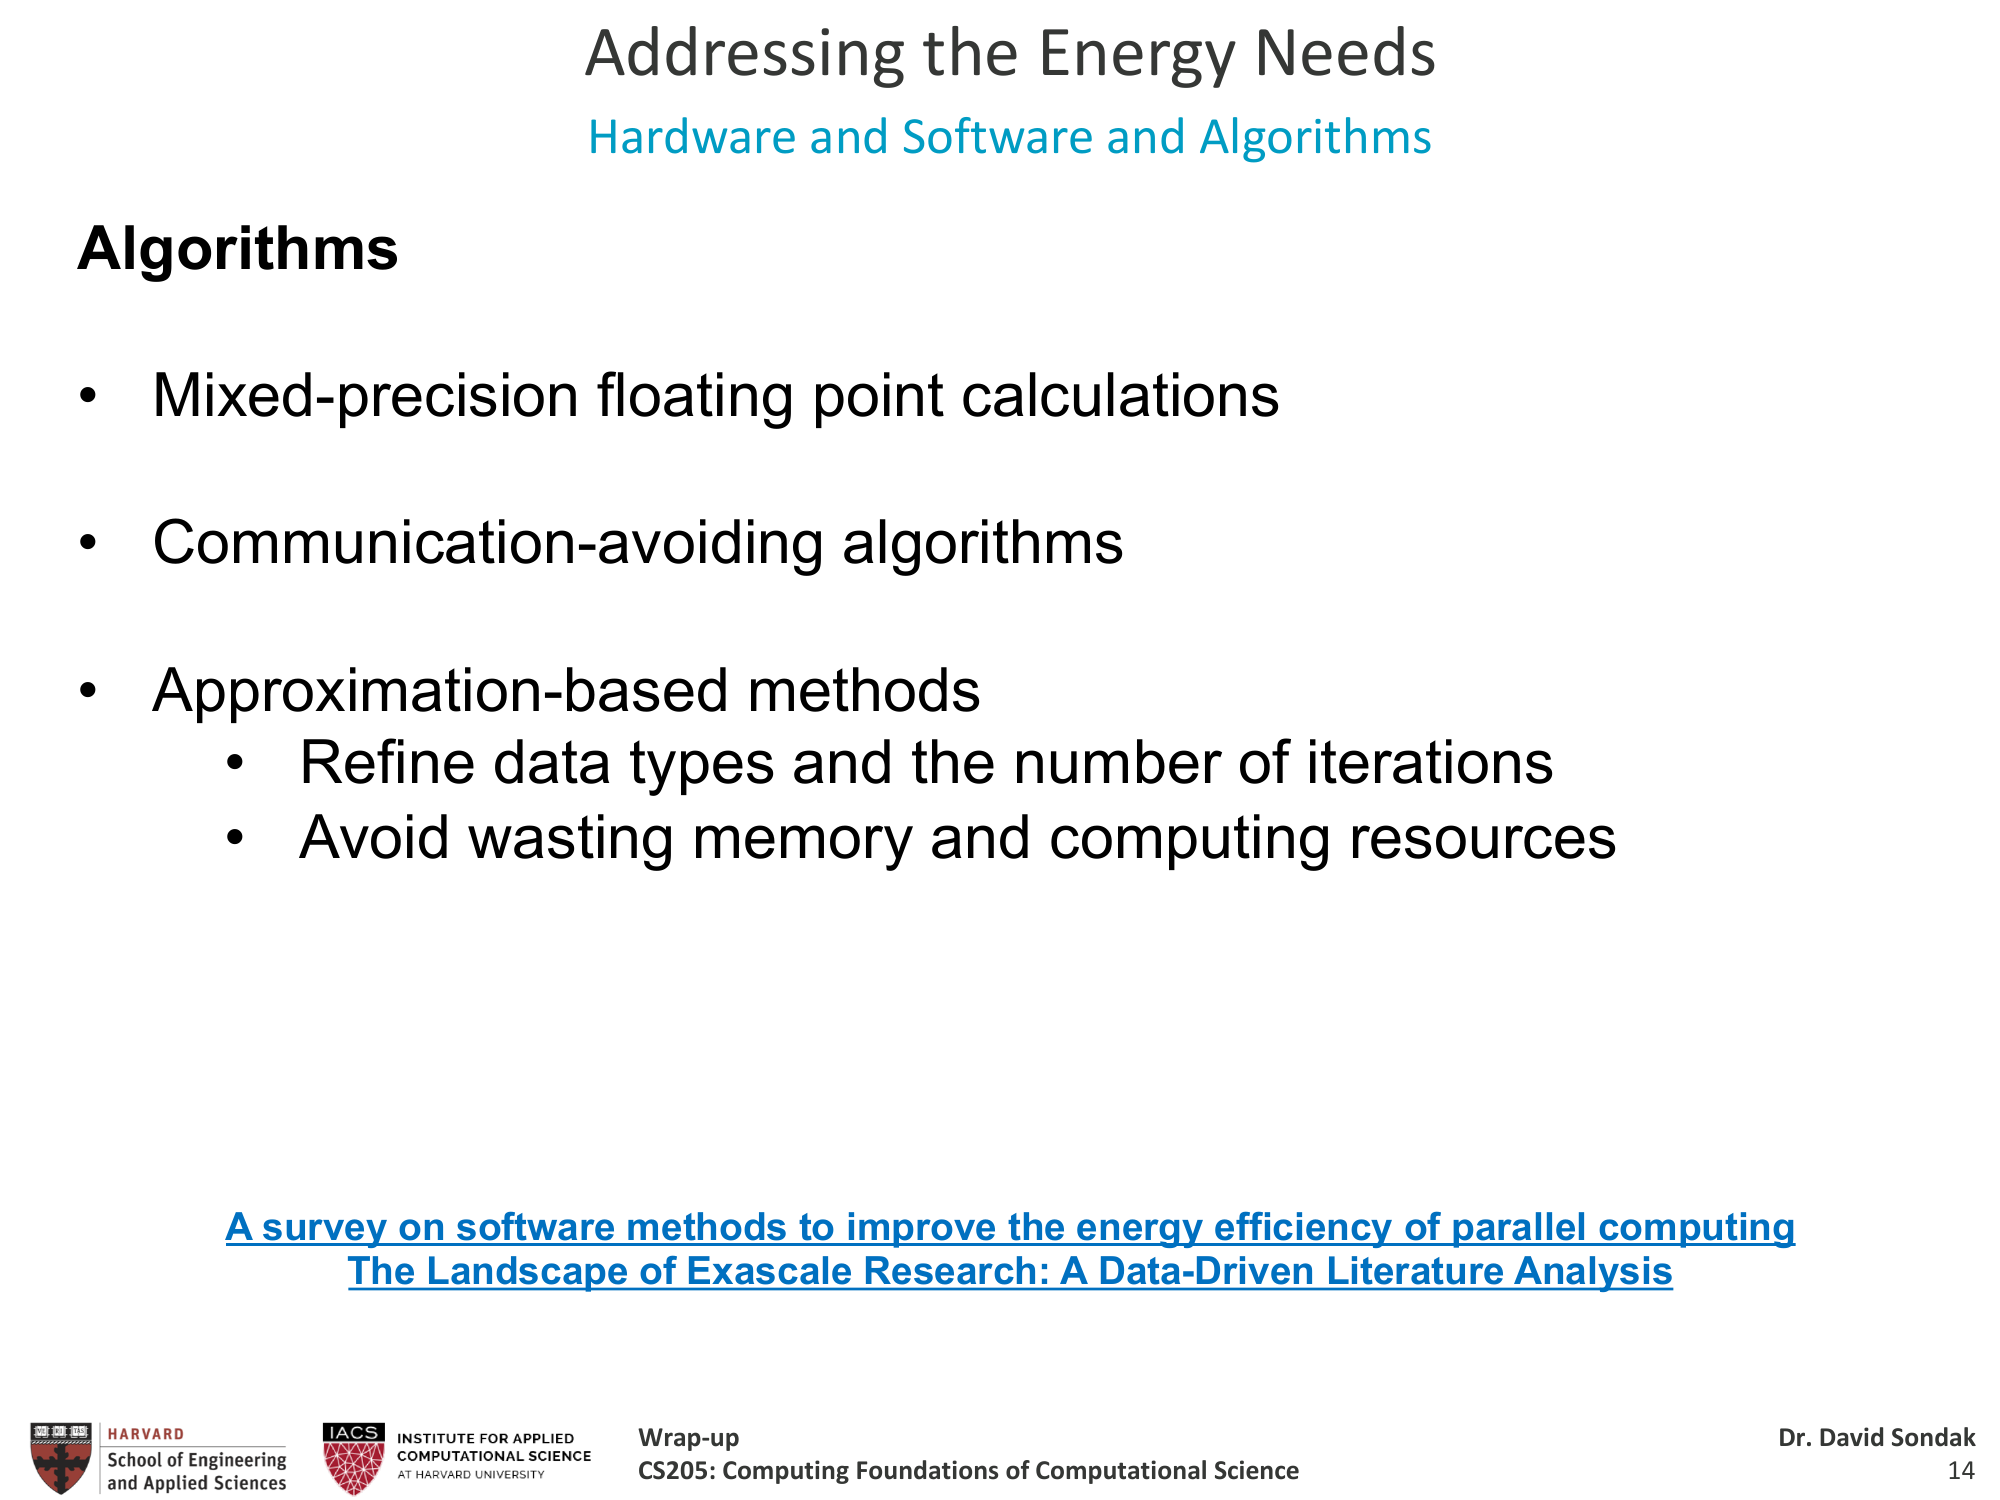 Addressing the Energy Needs
Hardware and Software and Algorithms
Algorithms
• Mixed-precision floating point calculations
• Communication-avoiding algorithms
• Approximation-based methods
• Refine data types and the number of iterations
• Avoid wasting memory and computing resources
A survey on software methods to improve the energy efficiency of parallel computing
The Landscape of Exascale Research: A Data-Driven Literature Analysis
HARVARD
School of Engineering
and Applied Sciences
IACS
INSTITUTE FOR APPLIED
COMPUTATIONAL SCIENCE
AT HARVARD UNIVERSITY
Wrap-up
CS205: Computing Foundations of Computational Science
Dr. David Sondak
14